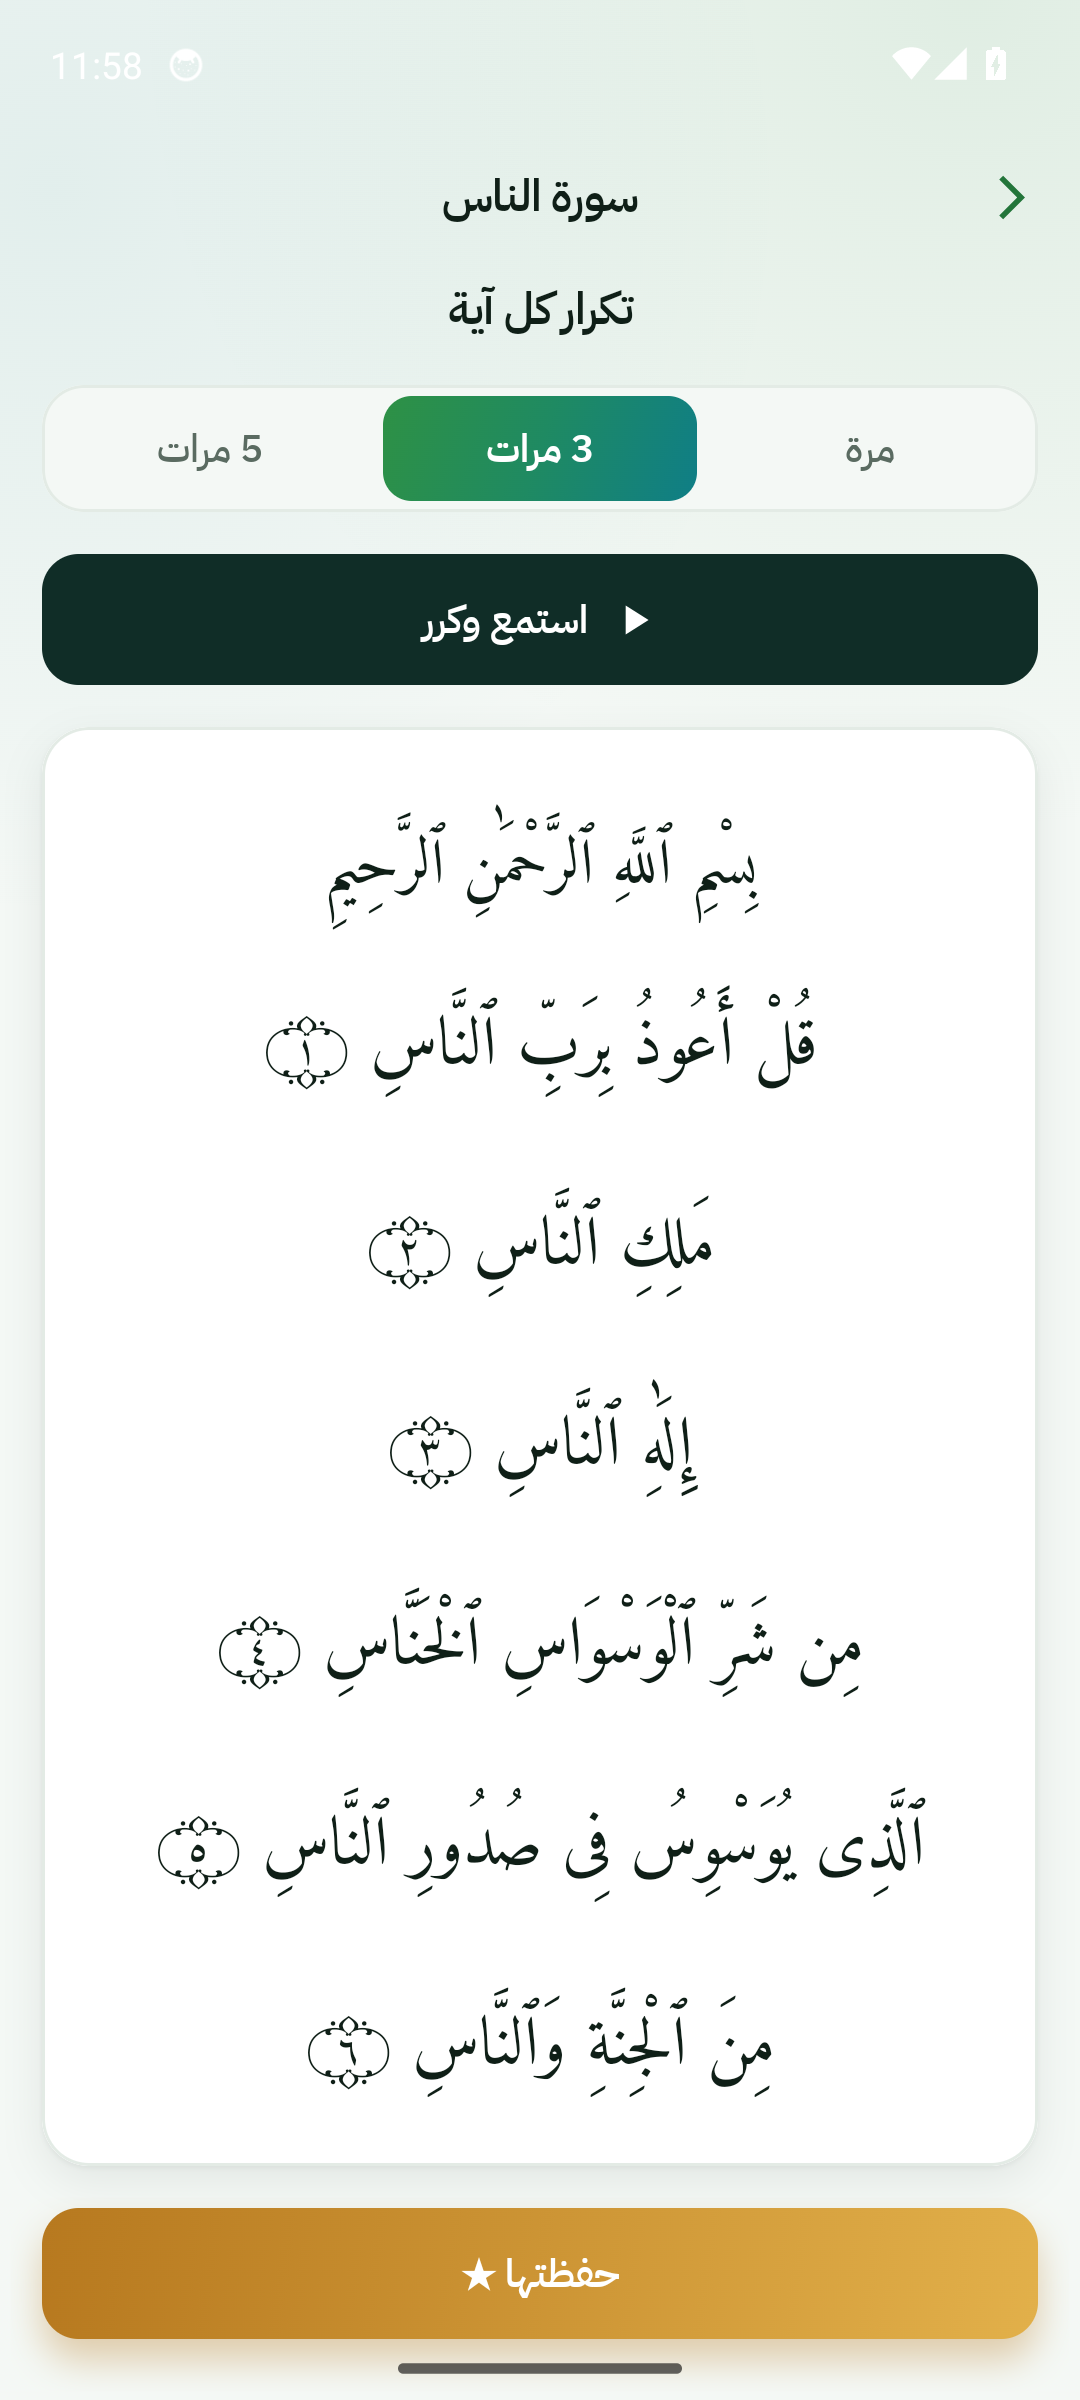 11:58
سورة الناس
تكرار كل آية
مرة
3 مرات
5 مرات
استمع وكرر
بِسْمِ ٱللَّهِ ٱلرَّحْمَٰنِ ٱلرَّحِيمِ
قُلْ أَعُوذُ بِرَبِّ ٱلنَّاسِ ١
مَلِكِ ٱلنَّاسِ ٢
إِلَٰهِ ٱلنَّاسِ ٣
مِن شَرِّ ٱلْوَسْوَاسِ ٱلْخَنَّاسِ ٤
ٱلَّذِى يُوَسْوِسُ فِى صُدُورِ ٱلنَّاسِ ٥
مِنَ ٱلْجِنَّةِ وَٱلنَّاسِ ٦
حفظتها ★